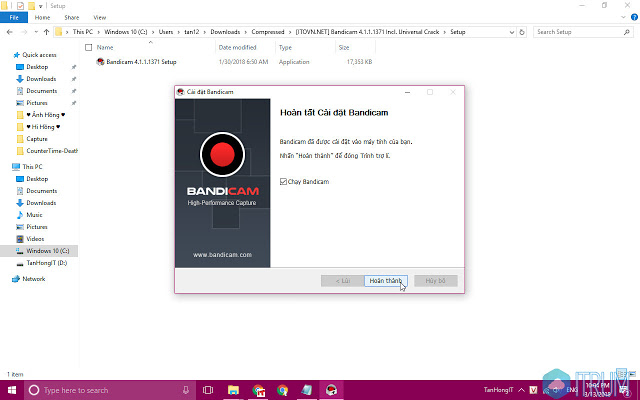 Setup
File
Home
Share
View
This PC > Windows 10 (C:) > Users > tan12 > Downloads > Compressed > [ITOVN.NET] Bandicam 4.1.1.1371 Incl. Universal Crack > Setup
Search Setup
Name
Date modified
Type
Size
Bandicam 4.1.1.1371 Setup
1/30/2018 6:50 AM
Application
17,353 KB
Quick access
Desktop
Downloads
Documents
Pictures
♥ Ánh Hồng ♥
♥ Hí Hồng ♥
Capture
CounterTime-Death
This PC
Desktop
Documents
Downloads
Music
Pictures
Videos
Windows 10 (C:)
TanHongIT (D:)
Network
Cài đặt Bandicam
BANDICAM
High-Performance Capture
www.bandicam.com
Hoàn tất Cài đặt Bandicam
Bandicam đã được cài đặt vào máy tính của bạn.
Nhấn "Hoàn thành" để đóng Trình trợ lí.
Chạy Bandicam
< Lùi
Hoàn thành
Hủy bỏ
1 item
Type here to search
TanHongIT
ENG
3/13/2018
ITRUM